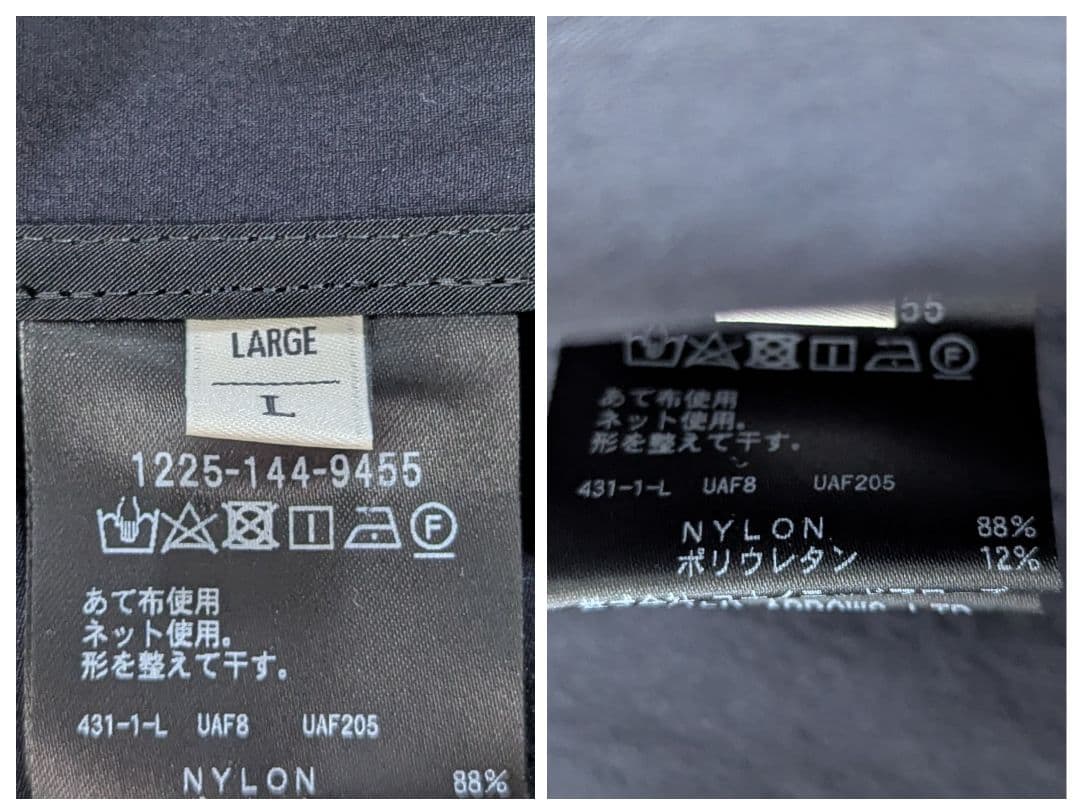 LARGE
L
1225-144-9455
F
あて布使用
ネット使用。
形を整えて干す。
431-1-L UAF8 UAF205
NYLON 88%
55
F
あて布使用
ネット使用。
形を整えて干す。
431-1-L UAF8 UAF205
NYLON 88%
ポリウレタン 12%